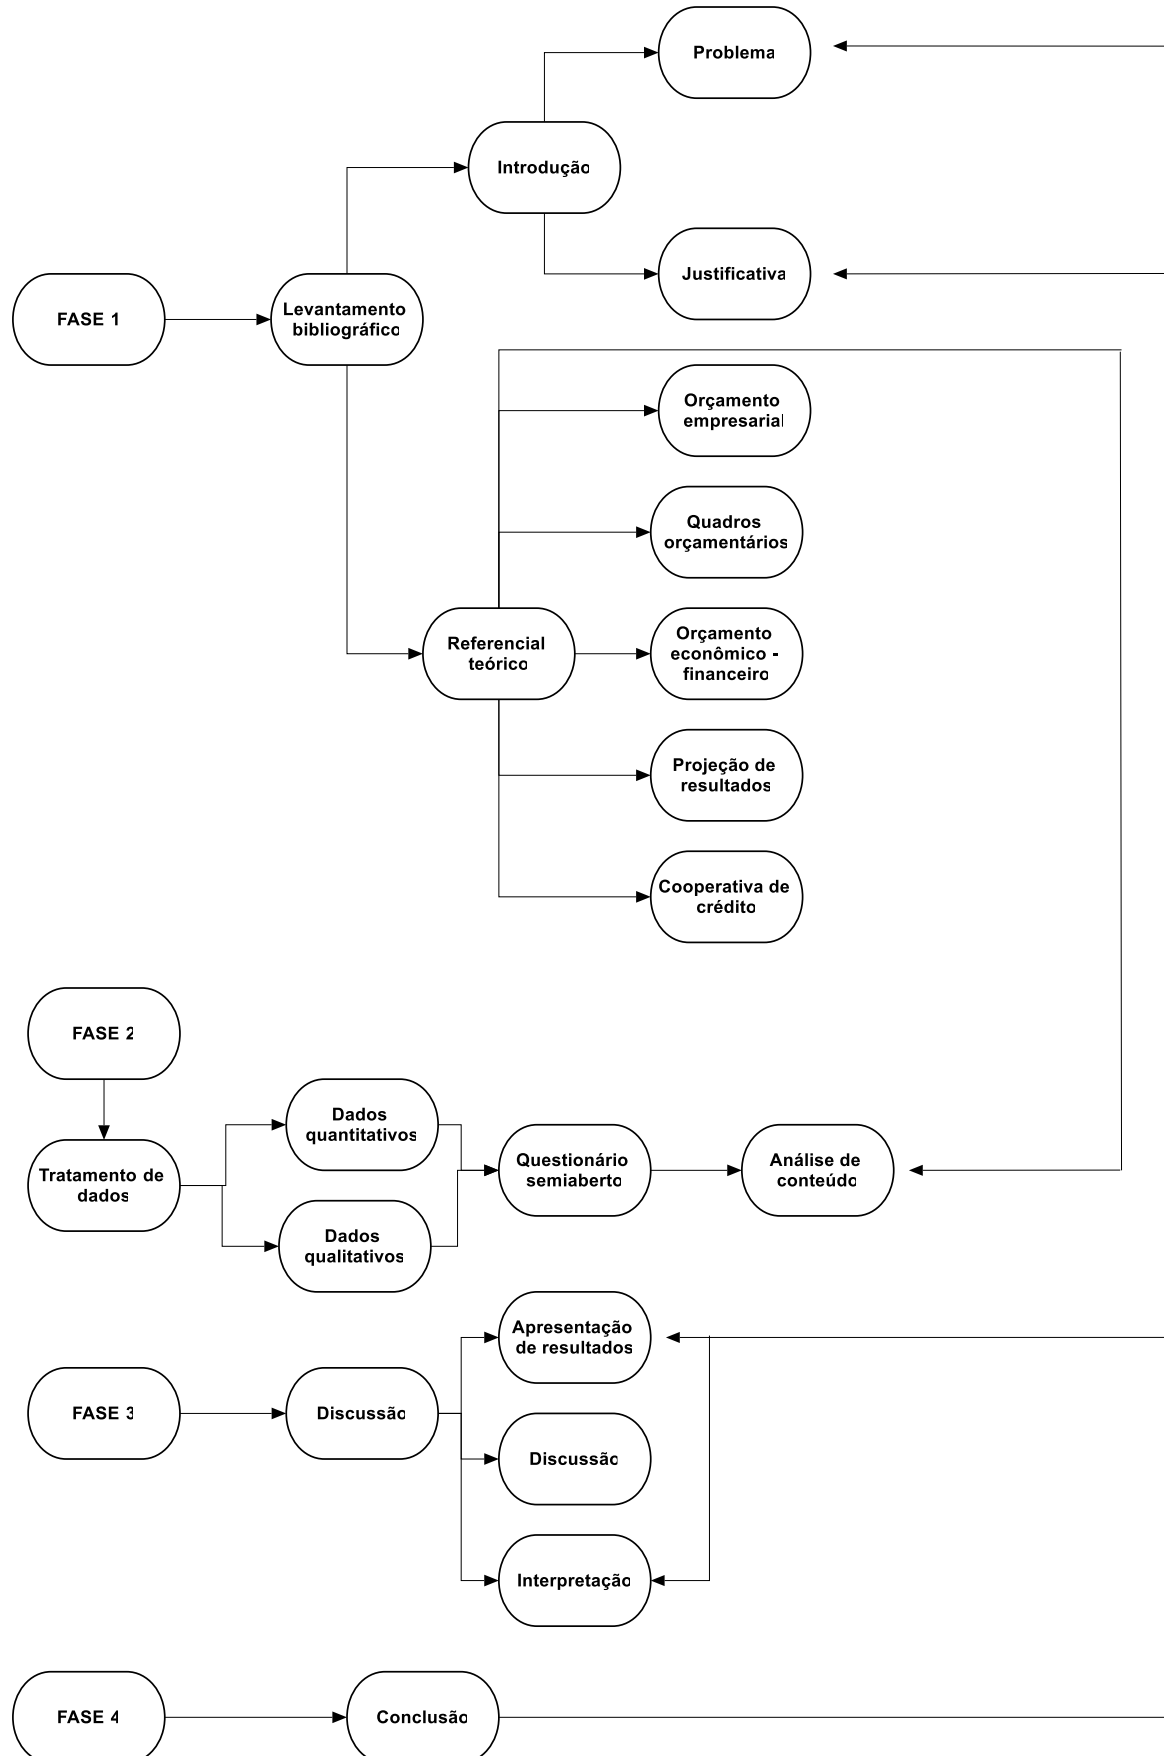 Problema
Introdução
Justificativa
FASE 1
Levantamento
bibliográfico
Orçamento
empresarial
Quadros
orçamentários
Referencial
teórico
Orçamento
econômico -
financeiro
Projeção de
resultados
Cooperativa de
crédito
FASE 2
Tratamento de
dados
Dados
quantitativos
Dados
qualitativos
Questionário
semiaberto
Análise de
conteúdo
FASE 3
Discussão
Apresentação
de resultados
Discussão
Interpretação
FASE 4
Conclusão